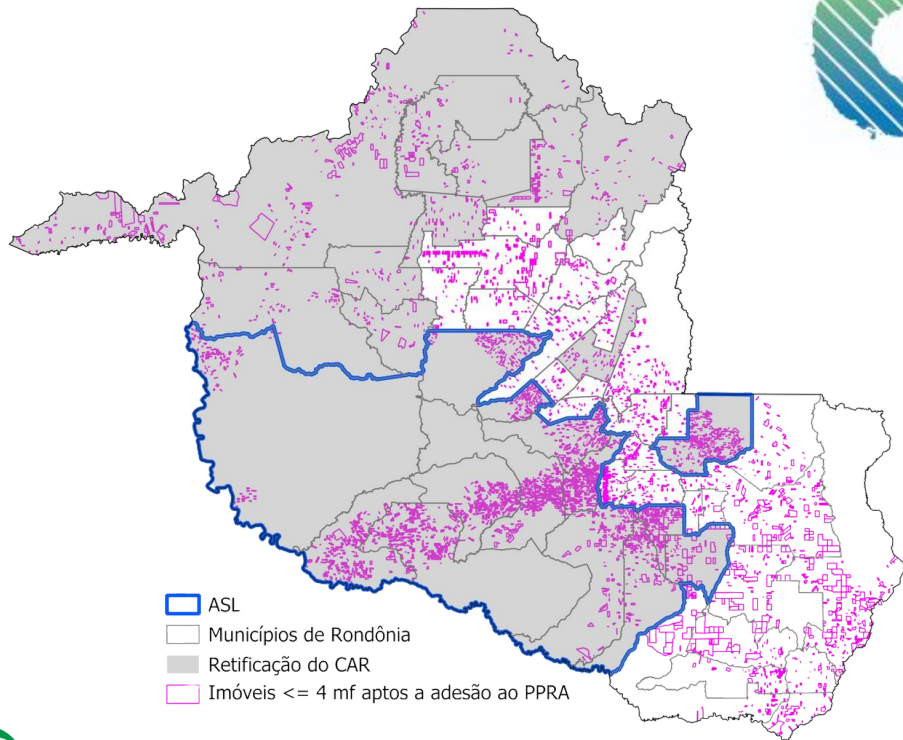 ASL
Municípios de Rondônia
Retificação do CAR
Imóveis <= 4 mf aptos a adesão ao PPRA